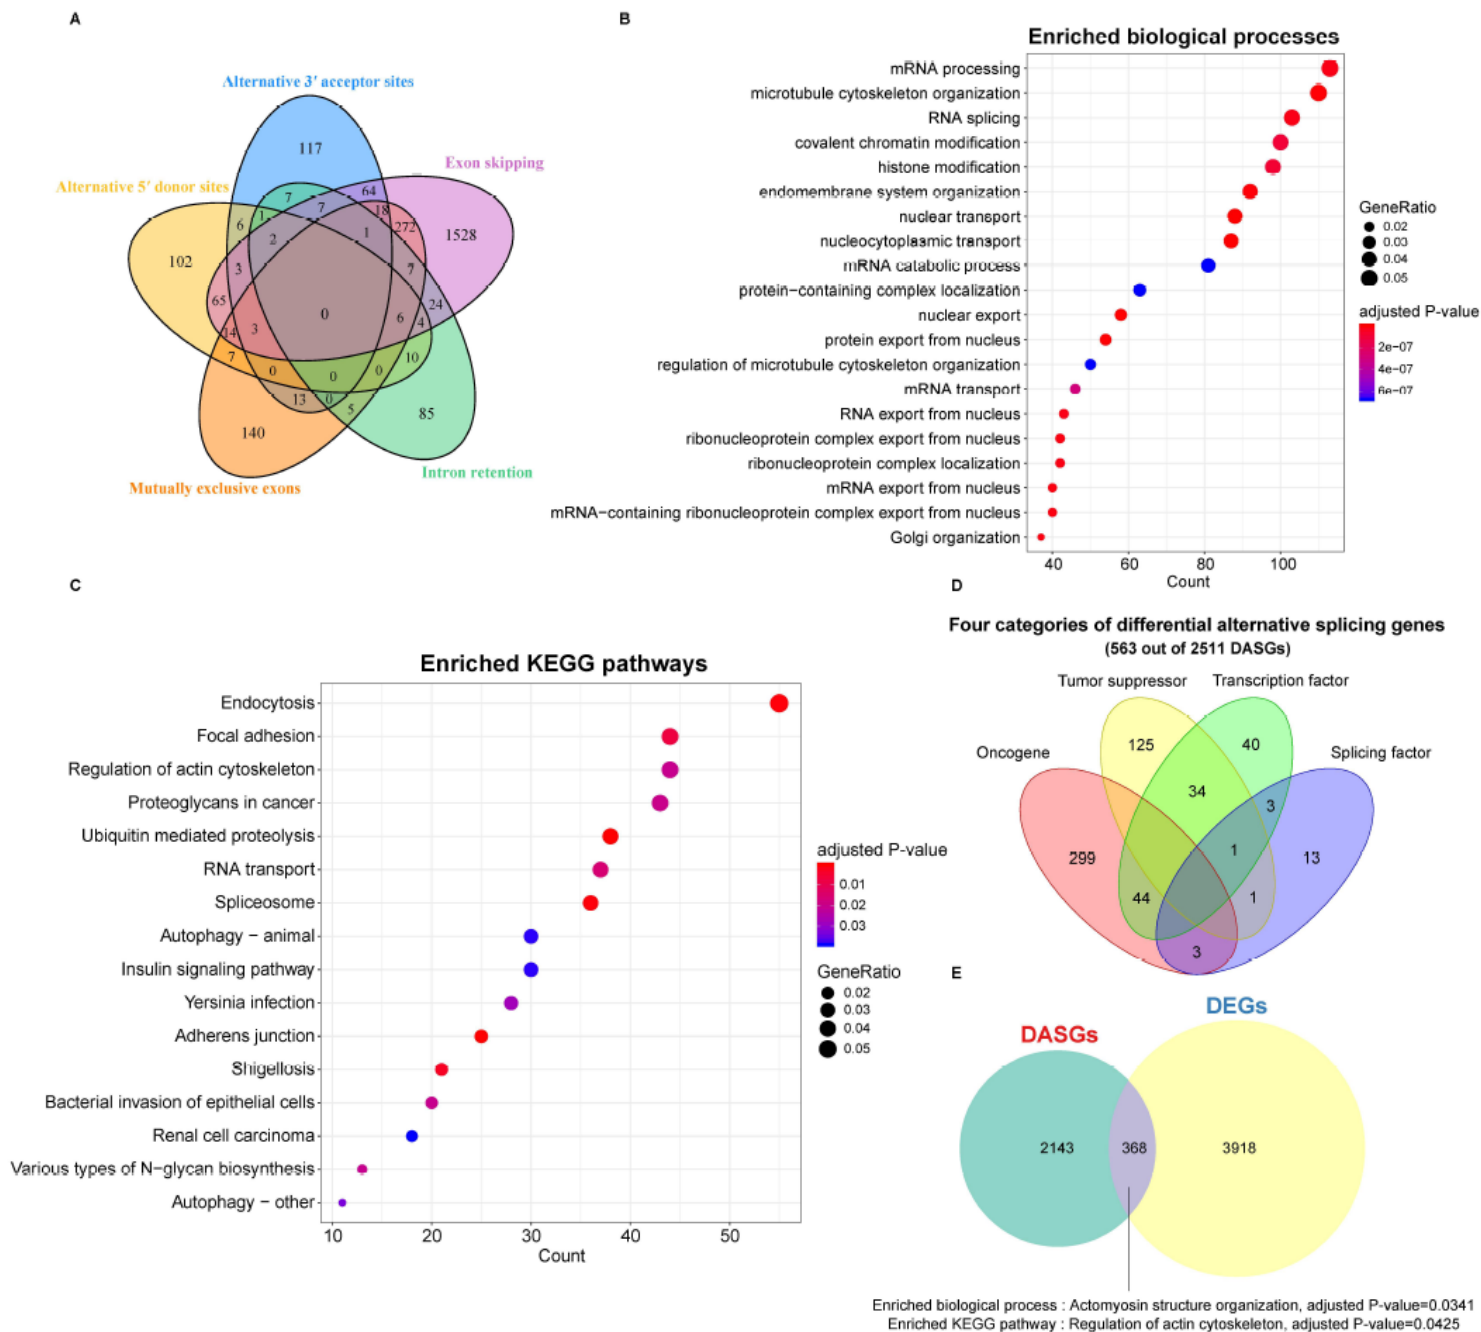 A
Alternative 3′ acceptor sites
Exon skipping
Alternative 5′ donor sites
117
64
7
7
18
1
6
272
1528
1
2
102
3
7
65
24
0
6
4
14
3
7
10
0
0
0
13
0
5
85
140
Intron retention
Mutually exclusive exons
B
Enriched biological processes
mRNA processing
microtubule cytoskeleton organization
RNA splicing
covalent chromatin modification
histone modification
endomembrane system organization
nuclear transport
nucleocytoplasmic transport
mRNA catabolic process
protein−containing complex localization
nuclear export
protein export from nucleus
regulation of microtubule cytoskeleton organization
mRNA transport
RNA export from nucleus
ribonucleoprotein complex export from nucleus
ribonucleoprotein complex localization
mRNA export from nucleus
mRNA−containing ribonucleoprotein complex export from nucleus
Golgi organization
40 60 80 100
Count
GeneRatio
0.02
0.03
0.04
0.05
adjusted P-value
2e−07
4e−07
6e−07
C
Enriched KEGG pathways
Endocytosis
Focal adhesion
Regulation of actin cytoskeleton
Proteoglycans in cancer
Ubiquitin mediated proteolysis
RNA transport
Spliceosome
Autophagy − animal
Insulin signaling pathway
Yersinia infection
Adherens junction
Shigellosis
Bacterial invasion of epithelial cells
Renal cell carcinoma
Various types of N−glycan biosynthesis
Autophagy − other
10 20 30 40 50
Count
adjusted P-value
0.01
0.02
0.03
GeneRatio
0.02
0.03
0.04
0.05
D
Four categories of differential alternative splicing genes
(563 out of 2511 DASGs)
Tumor suppressor
Transcription factor
Oncogene
Splicing factor
125
40
34
3
299
1
13
44
1
3
E
DEGs
DASGs
2143
368
3918
Enriched biological process : Actomyosin structure organization, adjusted P-value=0.0341
Enriched KEGG pathway : Regulation of actin cytoskeleton, adjusted P-value=0.0425